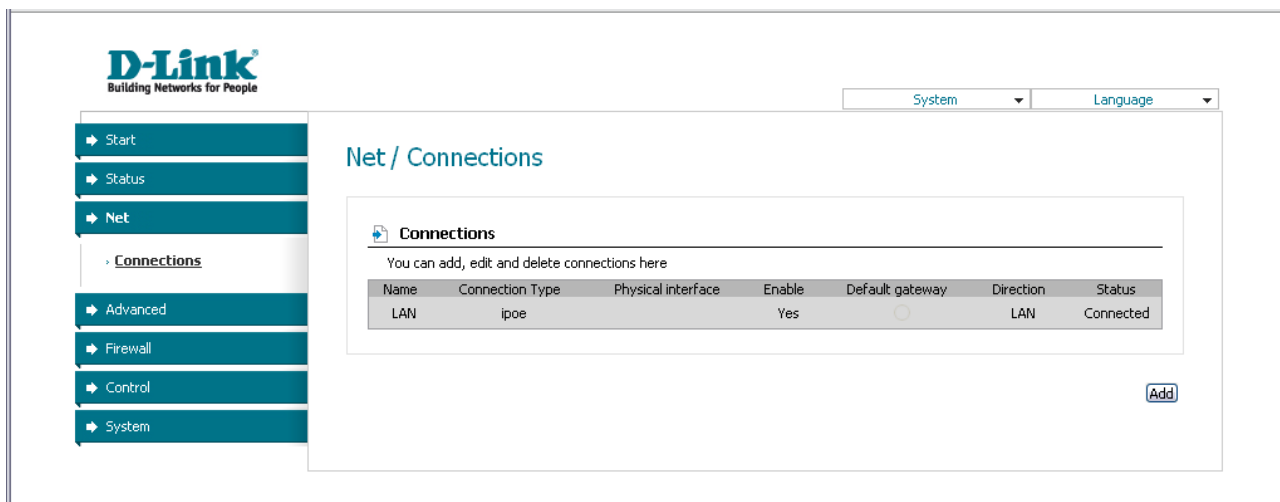 D-Link
Building Networks for People
System
Language
Start
Status
Net
Connections
Advanced
Firewall
Control
System
Net / Connections
Connections
You can add, edit and delete connections here
Name Connection Type Physical interface Enable Default gateway Direction Status
LAN ipoe Yes LAN Connected
Add